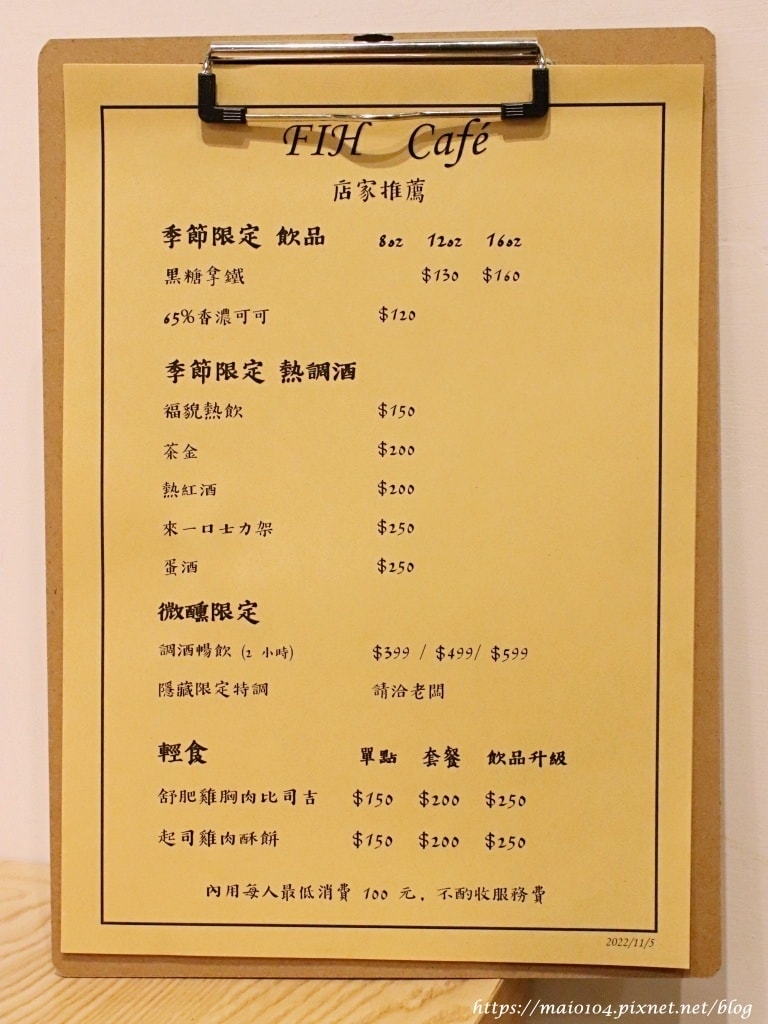 FIH Café
店家推薦
季節限定 飲品 8oz 12oz 16oz
黑糖拿鐵 $130 $160
65%香濃可可 $120
季節限定 熱調酒
福貌熱飲 $150
茶金 $200
熱紅酒 $200
來一口士力架 $250
蛋酒 $250
微醺限定
調酒暢飲 (2 小時) $399 / $499/ $599
隱藏限定特調 請洽老闆
輕食 單點 套餐 飲品升級
舒肥雞胸肉比司吉 $150 $200 $250
起司雞肉酥餅 $150 $200 $250
內用每人最低消費 100 元, 不酌收服務費
2022/11/5
https://maio104.pixnet.net/blog